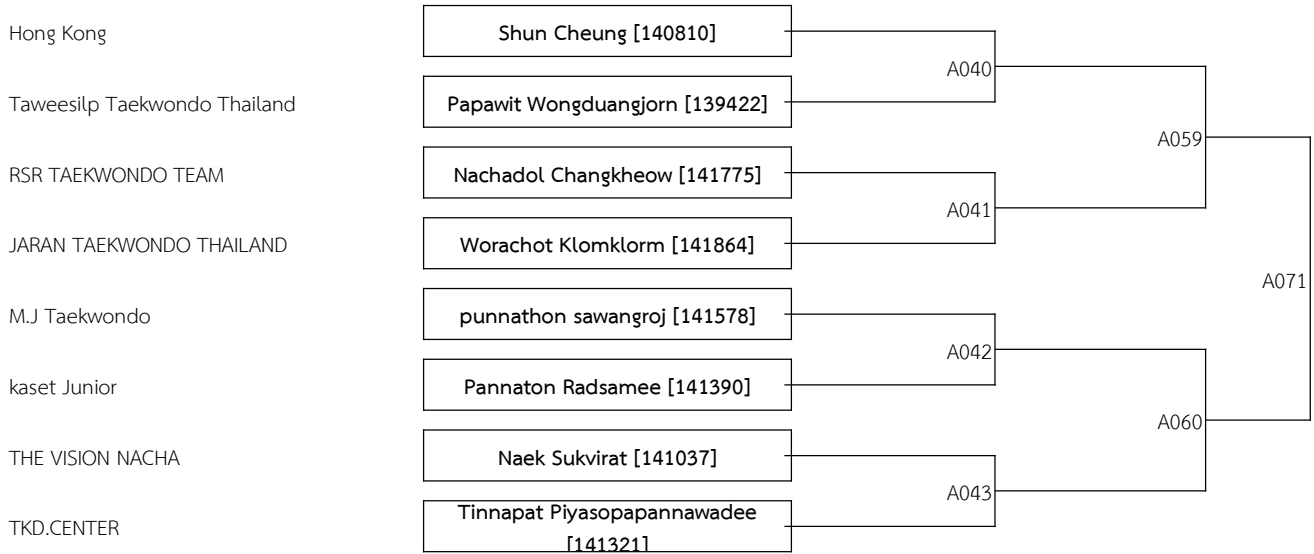 Hong Kong
Shun Cheung [140810]
A040
Taweesilp Taekwondo Thailand
Papawit Wongduangjorn [139422]
A059
RSR TAEKWONDO TEAM
Nachadol Changkheow [141775]
A041
JARAN TAEKWONDO THAILAND
Worachot Klomklorm [141864]
A071
M.J Taekwondo
punnathon sawangroj [141578]
A042
kaset Junior
Pannaton Radsamee [141390]
A060
THE VISION NACHA
Naek Sukvirat [141037]
A043
TKD.CENTER
Tinnapat Piyasopapannawadee
[141321]